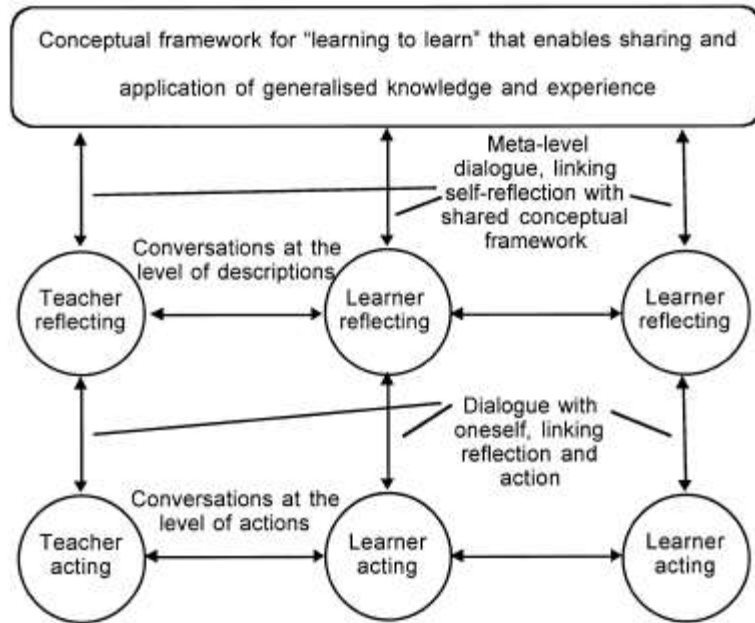 Conceptual framework for "learning to learn" that enables sharing and
application of generalised knowledge and experience
Meta-level
dialogue, linking
self-reflection with
shared conceptual
framework
Conversations at the
level of descriptions
Teacher
reflecting
Learner
reflecting
Learner
reflecting
Dialogue with
oneself, linking
reflection and
action
Conversations at the
level of actions
Teacher
acting
Learner
acting
Learner
acting